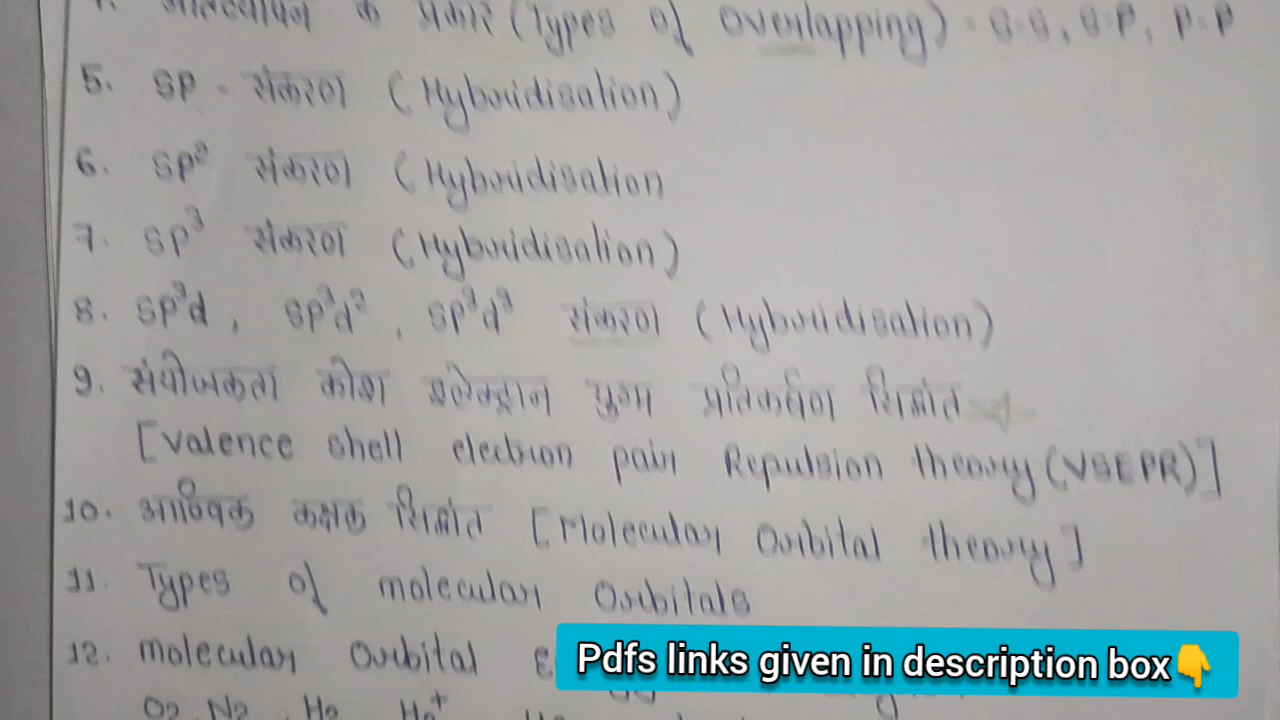 4. अतिव्यापन के प्रकार (Types of Overlapping) - s-s, s-p, p-p
5. sp - संकरण (Hybridisation)
6. sp² संकरण (Hybridisation
7. sp³ संकरण (Hybridisation)
8. sp³d, sp³d², sp³d³ संकरण (Hybridisation)
9. संयोजकता कोश इलेक्ट्रान युग्म प्रतिकर्षण सिद्धांत
[Valence shell electron pair Repulsion theory (VSEPR)]
10. आण्विक कक्षक सिद्धांत [Molecular Orbital theory]
11. Types of molecular Orbitals
12. molecular Orbital
Pdfs links given in description box👇
O2 N2